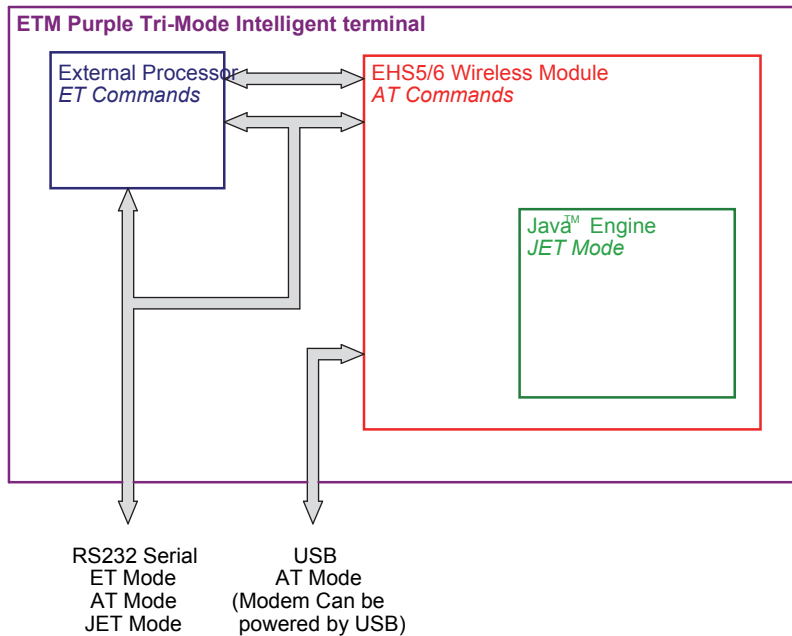 ETM Purple Tri-Mode Intelligent terminal
External Processor
ET Commands
EHS5/6 Wireless Module
AT Commands
Java™ Engine
JET Mode
RS232 Serial
ET Mode
AT Mode
JET Mode
USB
AT Mode
(Modem Can be
powered by USB)